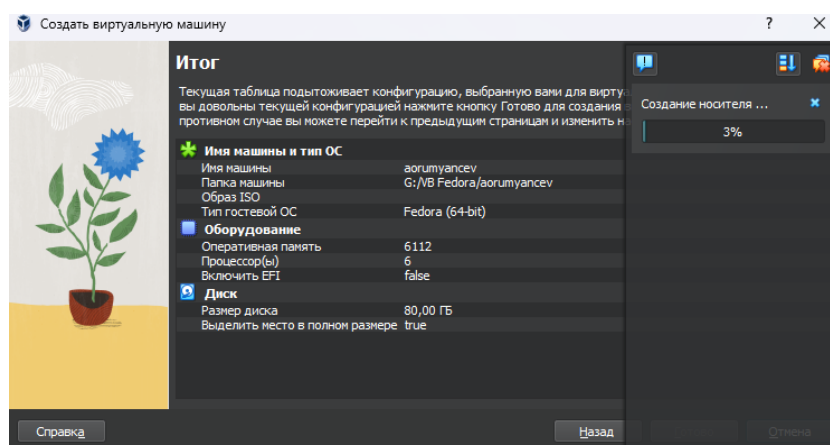 Создать виртуальную машину
?
Итог
Текущая таблица подытоживает конфигурацию, выбранную вами для вирту
вы довольны текущей конфигурацией нажмите кнопку Готово для создания
противном случае вы можете перейти к предыдущим страницам и изменить
Создание носителя ...
3%
Имя машины и тип ОС
Имя машины aorumyancev
Папка машины G:/VB Fedora/aorumyancev
Образ ISO
Тип гостевой ОС Fedora (64-bit)
Оборудование
Оперативная память 6112
Процессор(ы) 6
Включить EFI false
Диск
Размер диска 80,00 ГБ
Выделить место в полном размере true
Справка
Назад
Отмена